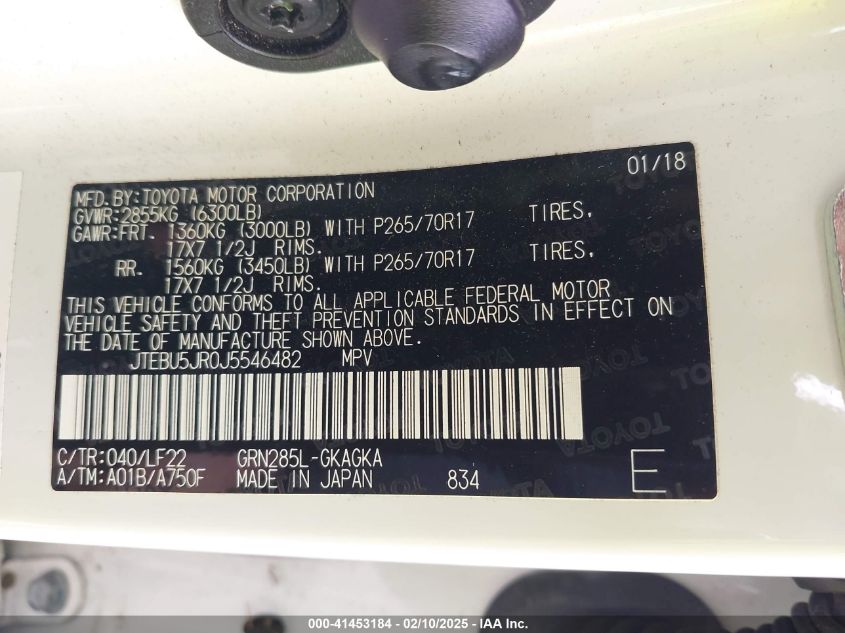 01/18
MFD.BY:TOYOTA MOTOR CORPORATION
GVWR:2855KG (6300LB)
GAWR:FRT. 1360KG (3000LB) WITH P265/70R17 TIRES,
17X7 1/2J RIMS.
RR. 1560KG (3450LB) WITH P265/70R17 TIRES,
17X7 1/2J RIMS.
THIS VEHICLE CONFORMS TO ALL APPLICABLE FEDERAL MOTOR
VEHICLE SAFETY AND THEFT PREVENTION STANDARDS IN EFFECT ON
THE DATE OF MANUFACTURE SHOWN ABOVE.
JTEBU5JR0J5546482 MPV
C/TR:040/LF22 GRN285L-GKAGKA
A/TM:A01B/A750F MADE IN JAPAN 834 E
000-41453184 - 02/10/2025 - IAA Inc.